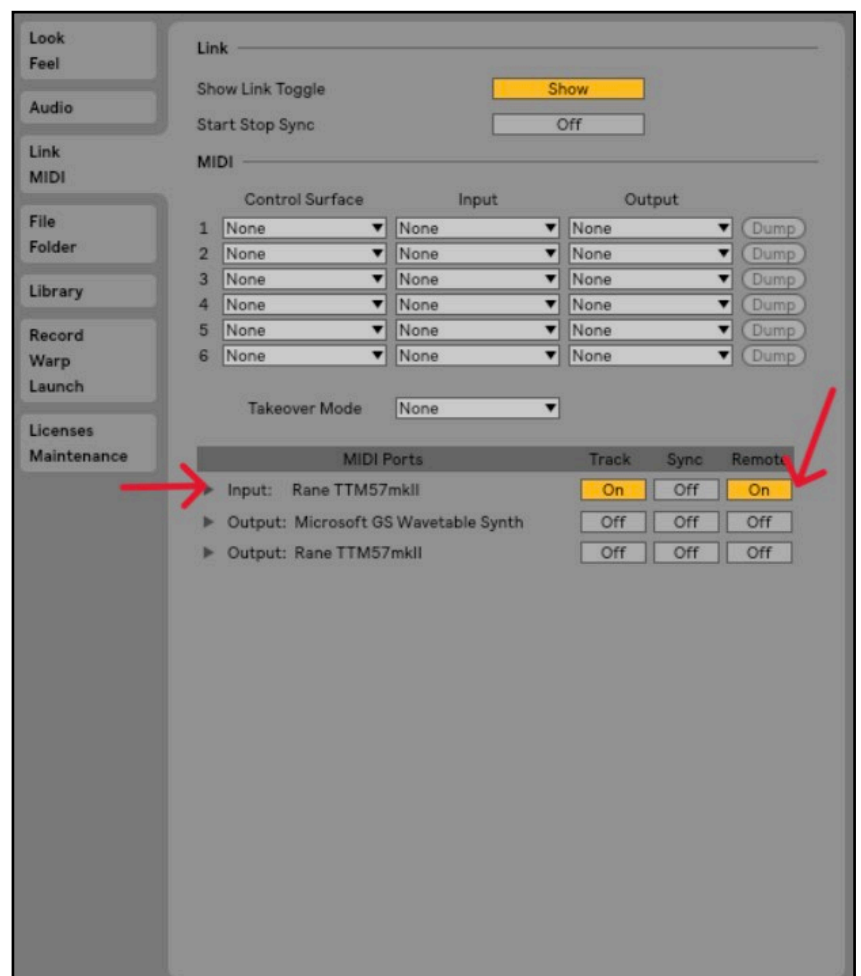 Look
Feel
Audio
Link
MIDI
File
Folder
Library
Record
Warp
Launch
Licenses
Maintenance
Link
Show Link Toggle Show
Start Stop Sync Off
MIDI
Control Surface Input Output
1 None None None Dump
2 None None None Dump
3 None None None Dump
4 None None None Dump
5 None None None Dump
6 None None None Dump
Takeover Mode None
MIDI Ports Track Sync Remote
Input: Rane TTM57mkII On Off On
Output: Microsoft GS Wavetable Synth Off Off Off
Output: Rane TTM57mkII Off Off Off